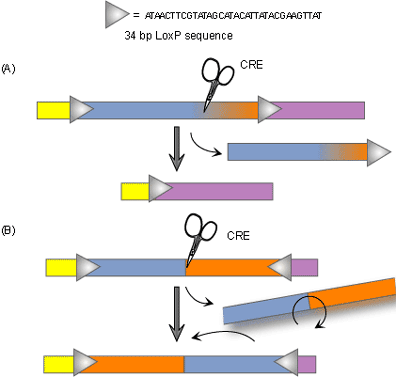 = ATAACTTCGTATAGCATACATTATACGAAGTTAT
34 bp LoxP sequence
CRE
(A)
CRE
(B)